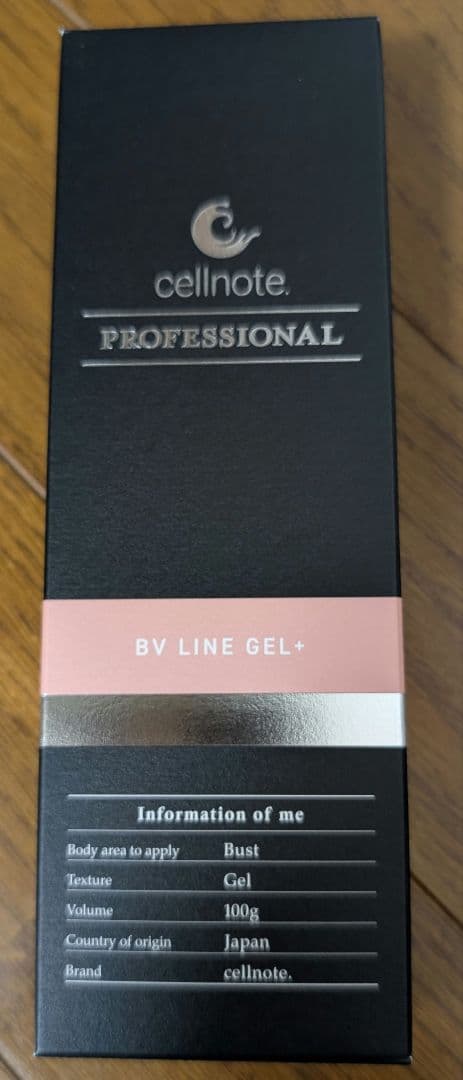 cellnote.
PROFESSIONAL
BV LINE GEL+
Information of me
Body area to apply Bust
Texture Gel
Volume 100g
Country of origin Japan
Brand cellnote.